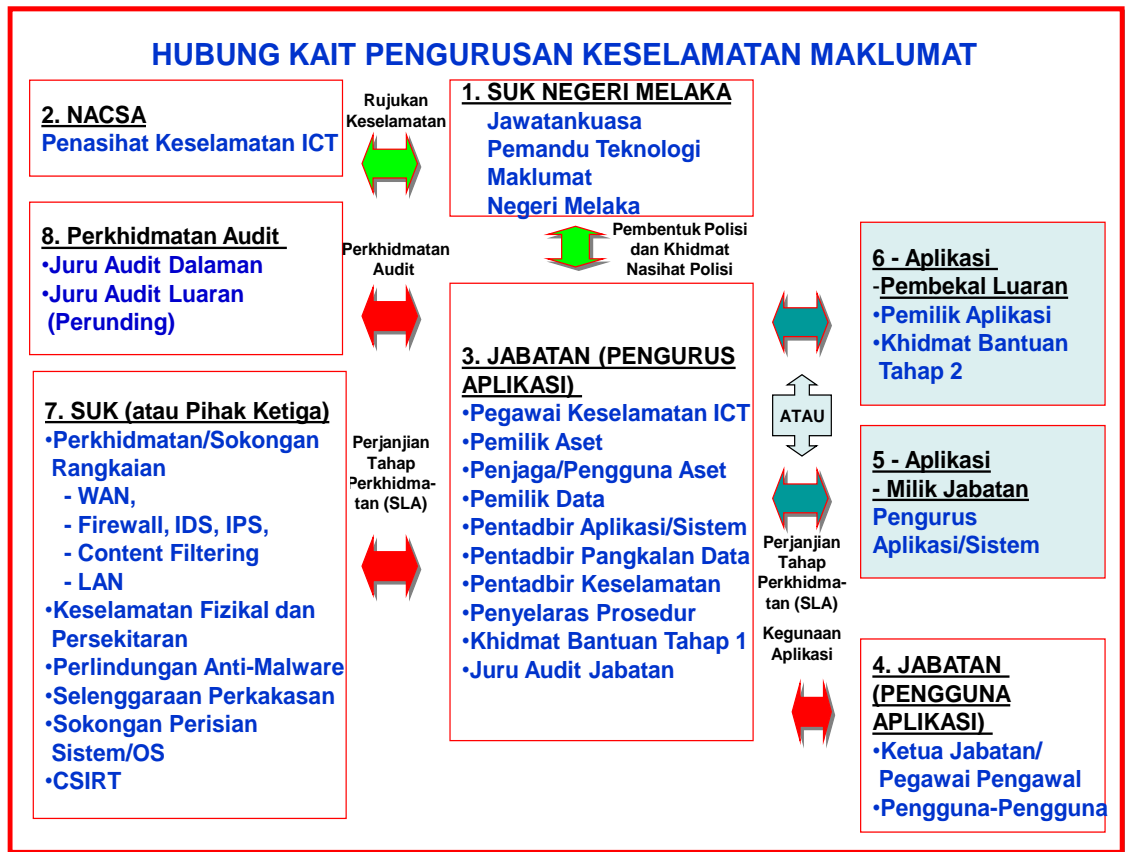 HUBUNG KAIT PENGURUSAN KESELAMATAN MAKLUMAT
2. NACSA
Penasihat Keselamatan ICT
Rujukan
Keselamatan
1. SUK NEGERI MELAKA
Jawatankuasa
Pemandu Teknologi
Maklumat
Negeri Melaka
8. Perkhidmatan Audit
•Juru Audit Dalaman
•Juru Audit Luaran
(Perunding)
Perkhidmatan
Audit
Pembentuk Polisi
dan Khidmat
Nasihat Polisi
6 - Aplikasi
-Pembekal Luaran
•Pemilik Aplikasi
•Khidmat Bantuan
Tahap 2
3. JABATAN (PENGURUS
APLIKASI)
•Pegawai Keselamatan ICT
•Pemilik Aset
•Penjaga/Pengguna Aset
•Pemilik Data
•Pentadbir Aplikasi/Sistem
•Pentadbir Pangkalan Data
•Pentadbir Keselamatan
•Penyelaras Prosedur
•Khidmat Bantuan Tahap 1
•Juru Audit Jabatan
7. SUK (atau Pihak Ketiga)
•Perkhidmatan/Sokongan
Rangkaian
- WAN,
- Firewall, IDS, IPS,
- Content Filtering
- LAN
•Keselamatan Fizikal dan
Persekitaran
•Perlindungan Anti-Malware
•Selenggaraan Perkakasan
•Sokongan Perisian
Sistem/OS
•CSIRT
Perjanjian
Tahap
Perkhidma-
tan (SLA)
ATAU
5 - Aplikasi
- Milik Jabatan
Pengurus
Aplikasi/Sistem
Perjanjian
Tahap
Perkhidma-
tan (SLA)
Kegunaan
Aplikasi
4. JABATAN
(PENGGUNA
APLIKASI)
•Ketua Jabatan/
Pegawai Pengawal
•Pengguna-Pengguna